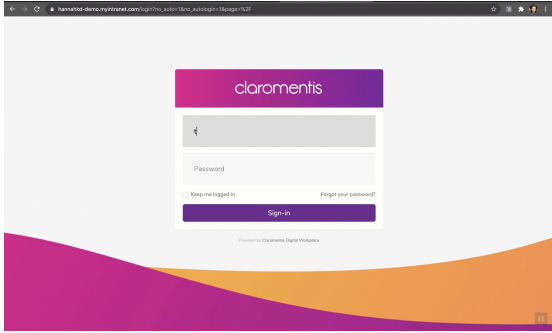 hannahkd-demo.myintranet.com/login?no_auto=1&no_autologin=1&page=%2F
claromentis
t
Password
Keep me logged in Forgot your password?
Sign-in
Powered by Claromentis Digital Workplace